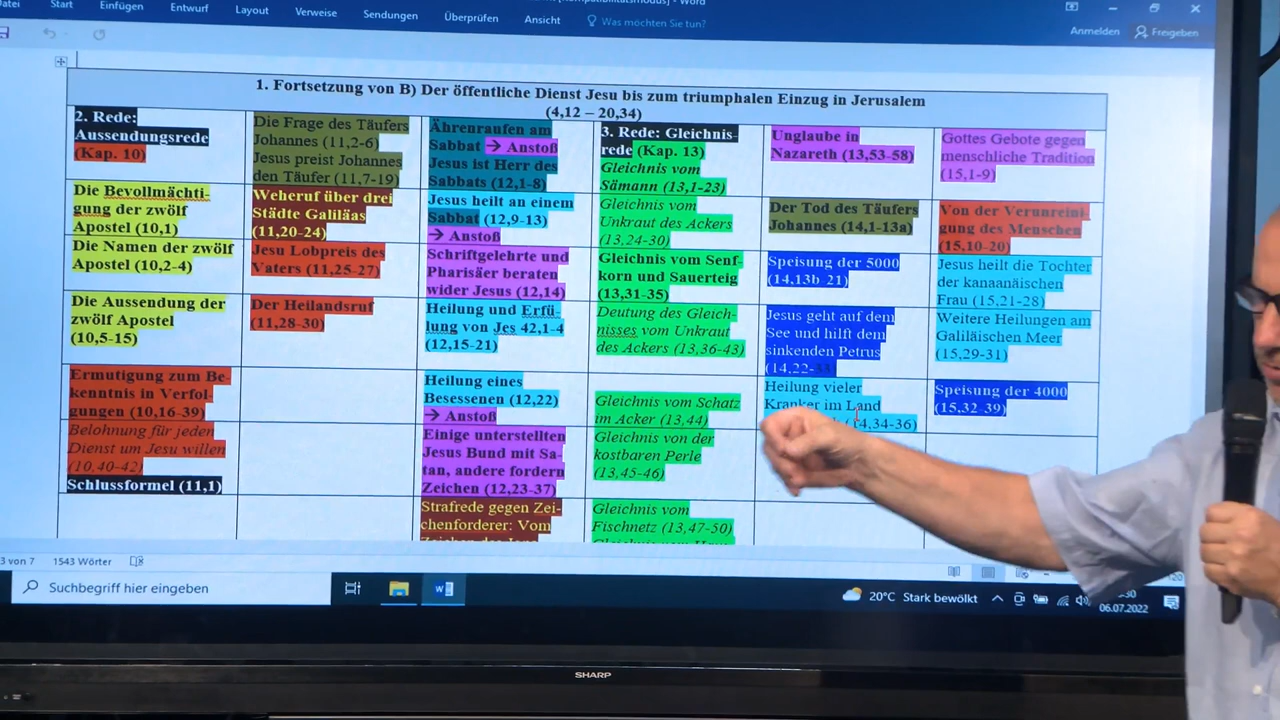 Start
Einfügen
Entwurf
Layout
Verweise
Sendungen
Überprüfen
Ansicht
Was möchten Sie tun?
Word
Anmelden
Freigeben
1. Fortsetzung von B) Der öffentliche Dienst Jesu bis zum triumphalen Einzug in Jerusalem
(4,12 – 20,34)
2. Rede:
Aussendungsrede
(Kap. 10)
Die Bevollmächti-
gung der zwölf
Apostel (10,1)
Die Namen der zwölf
Apostel (10,2-4)
Die Aussendung der
zwölf Apostel
(10,5-15)
Ermutigung zum Be-
kenntnis in Verfol-
gungen (10,16-39)
Belohnung für jeden
Dienst um Jesu willen
(10,40-42)
Schlussformel (11,1)
Die Frage des Täufers
Johannes (11,2-6)
Jesus preist Johannes
den Täufer (11,7-19)
Weheruf über drei
Städte Galiläas
(11,20-24)
Jesu Lobpreis des
Vaters (11,25-27)
Der Heilandsruf
(11,28-30)
Ährenraufen am
Sabbat → Anstoß
Jesus ist Herr des
Sabbats (12,1-8)
Jesus heilt an einem
Sabbat (12,9-13)
→ Anstoß
Schriftgelehrte und
Pharisäer beraten
wider Jesus (12,14)
Heilung und Erfü-
lung von Jes 42,1-4
(12,15-21)
Heilung eines
Besessenen (12,22)
→ Anstoß
Einige unterstellten
Jesus Bund mit Sa-
tan, andere fordern
Zeichen (12,23-37)
Strafrede gegen Zei-
chenforderer: Vom
3. Rede: Gleichnis-
rede (Kap. 13)
Gleichnis vom
Sämann (13,1-23)
Gleichnis vom
Unkraut des Ackers
(13,24-30)
Gleichnis vom Senf-
korn und Sauerteig
(13,31-35)
Deutung des Gleich-
nisses vom Unkraut
des Ackers (13,36-43)
Gleichnis vom Schatz
im Acker (13,44)
Gleichnis von der
kostbaren Perle
(13,45-46)
Gleichnis vom
Fischnetz (13,47-50)
Unglaube in
Nazareth (13,53-58)
Der Tod des Täufers
Johannes (14,1-13a)
Speisung der 5000
(14,13b-21)
Jesus geht auf dem
See und hilft dem
sinkenden Petrus
(14,22-33)
Heilung vieler
Kranker im Land
(14,34-36)
Gottes Gebote gegen
menschliche Tradition
(15,1-9)
Von der Verunreini-
gung des Menschen
(15,10-20)
Jesus heilt die Tochter
der kanaanäischen
Frau (15,21-28)
Weitere Heilungen am
Galiläischen Meer
(15,29-31)
Speisung der 4000
(15,32-39)
3 von 7
1543 Wörter
Suchbegriff hier eingeben
20°C Stark bewölkt
06.07.2022
SHARP